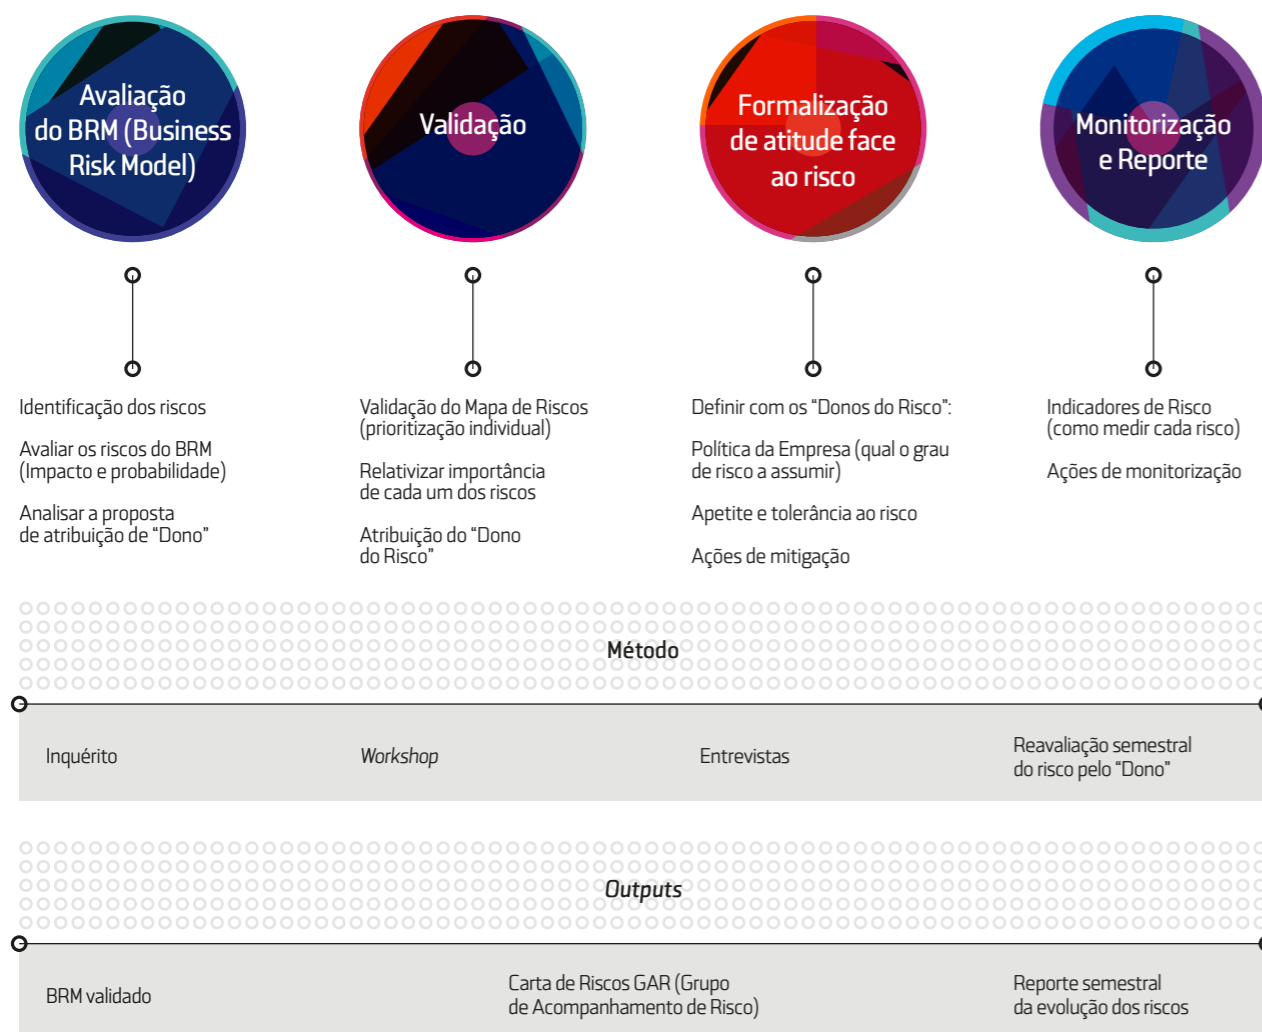 Avaliação
do BRM (Business
Risk Model)
Validação
Formalização
de atitude face
ao risco
Monitorização
e Reporte
Identificação dos riscos
Avaliar os riscos do BRM
(Impacto e probabilidade)
Analisar a proposta
de atribuição de “Dono”
Validação do Mapa de Riscos
(prioritização individual)
Relativizar importância
de cada um dos riscos
Atribuição do “Dono
do Risco”
Definir com os “Donos do Risco”:
Política da Empresa (qual o grau
de risco a assumir)
Apetite e tolerância ao risco
Ações de mitigação
Indicadores de Risco
(como medir cada risco)
Ações de monitorização
Método
Inquérito
Workshop
Entrevistas
Reavaliação semestral
do risco pelo “Dono”
Outputs
BRM validado
Carta de Riscos GAR (Grupo
de Acompanhamento de Risco)
Reporte semestral
da evolução dos riscos